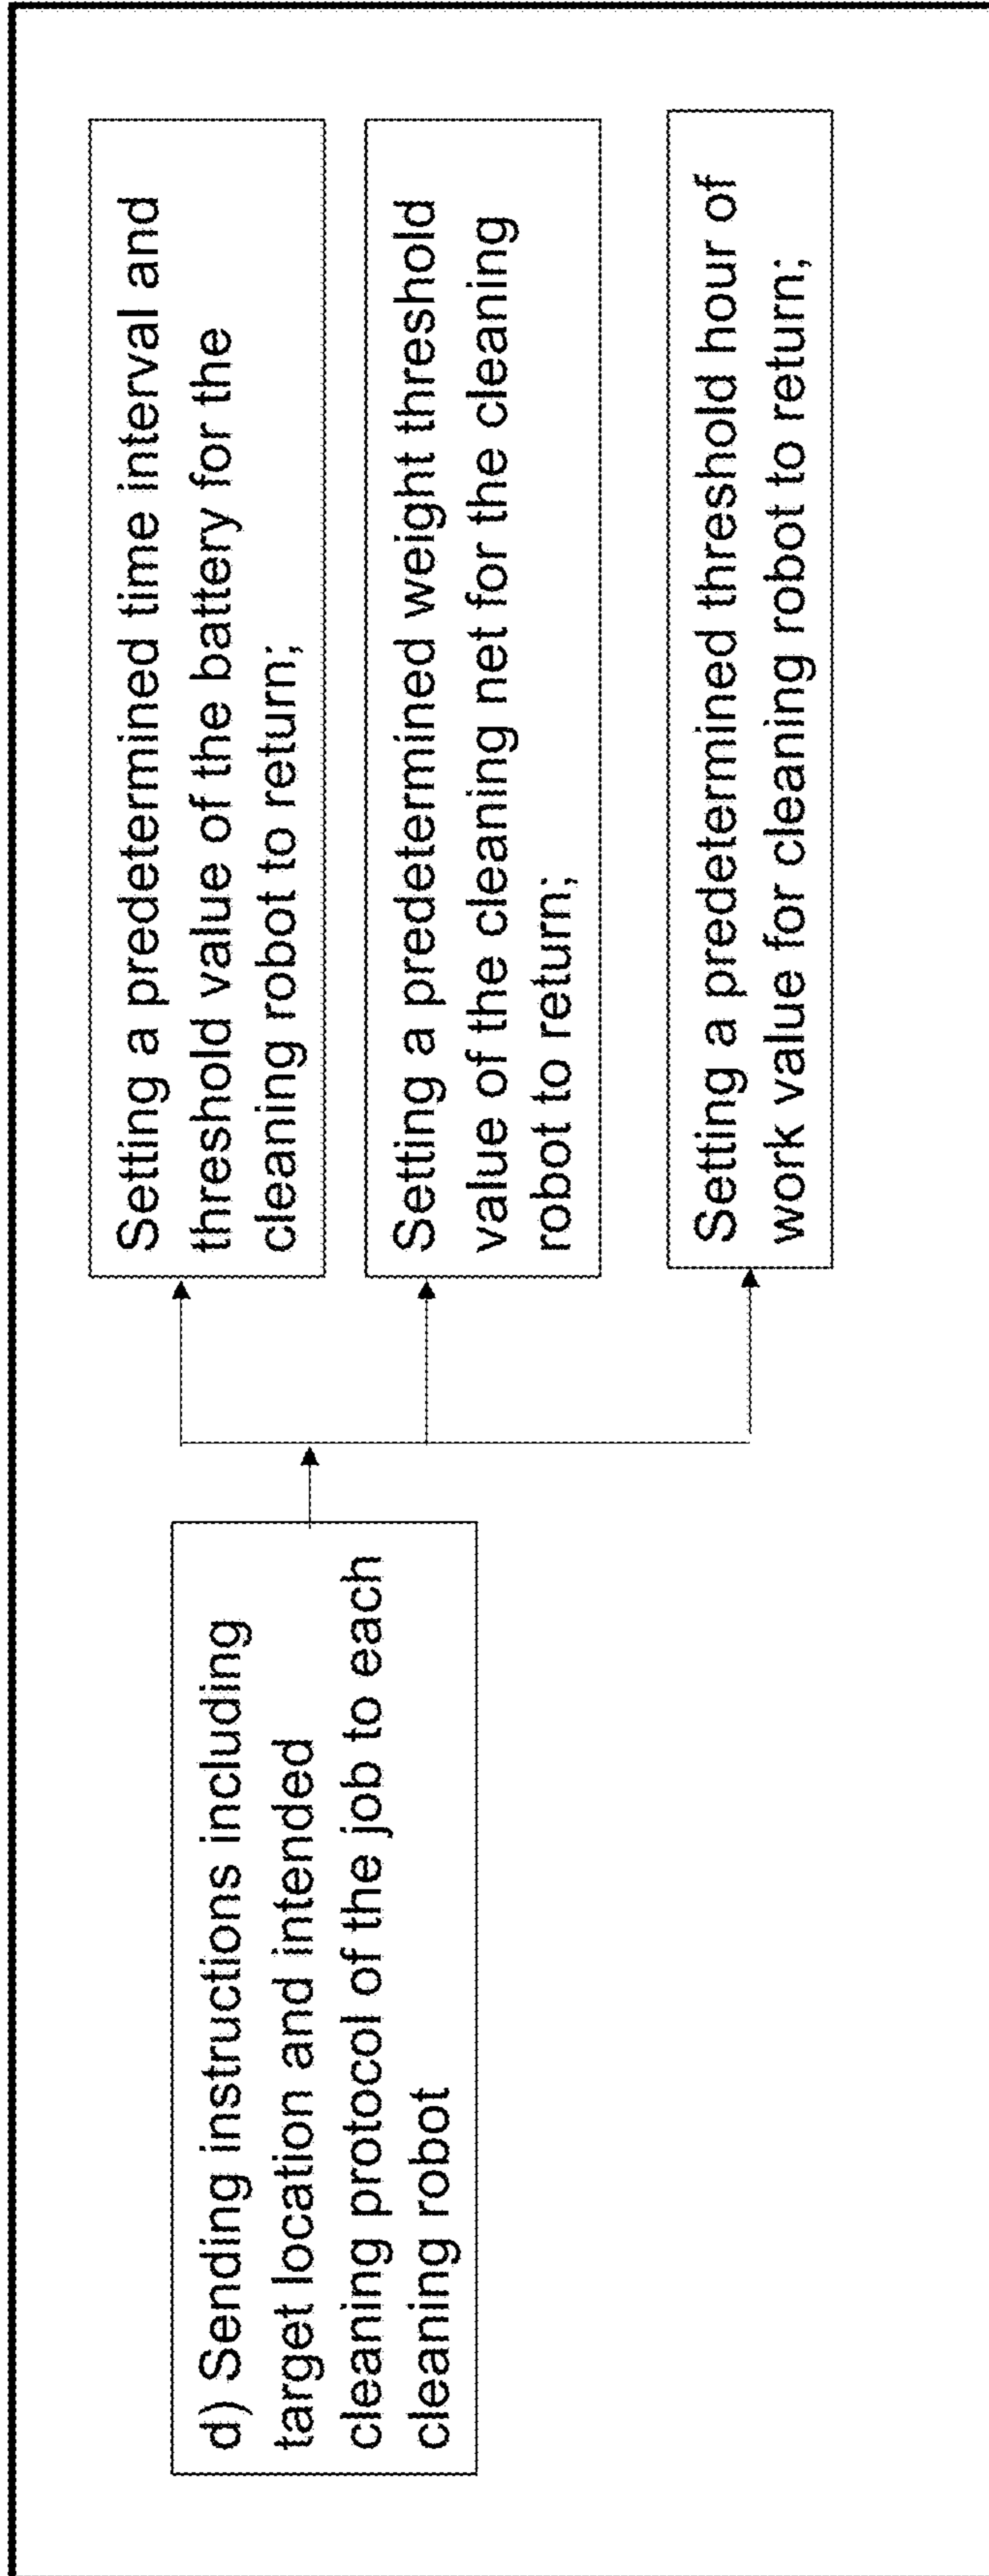 d) Sending instructions including
target location and intended
cleaning protocol of the job to each
cleaning robot
Setting a predetermined time interval and
threshold value of the battery for the
cleaning robot to return;
Setting a predetermined weight threshold
value of the cleaning net for the cleaning
robot to return;
Setting a predetermined threshold hour of
work value for cleaning robot to return;